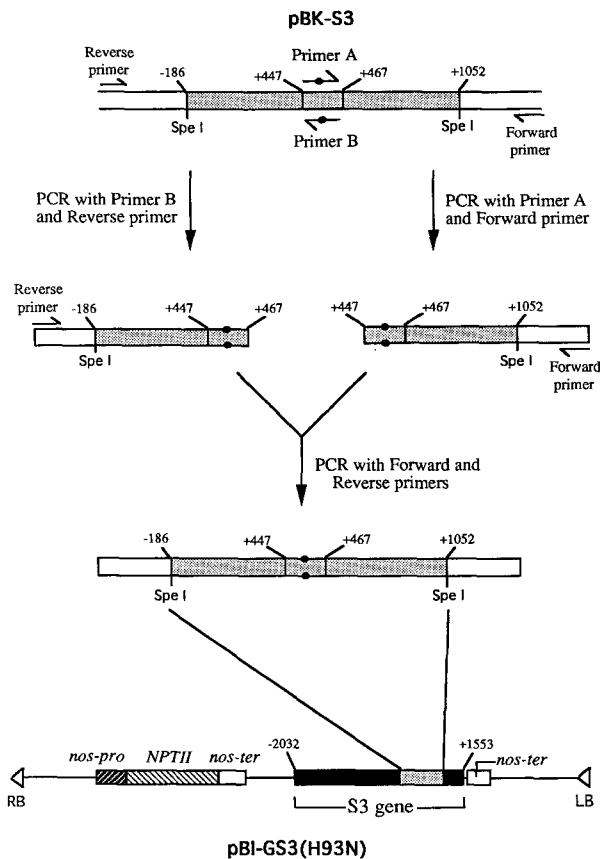 pBK-S3
Reverse
primer
Primer A
-186
+447
+467
+1052
Spe I
Primer B
Spe I
Forward
primer
PCR with Primer B
and Reverse primer
PCR with Primer A
and Forward primer
Reverse
primer
-186
+447
+467
+447
+467
+1052
Spe I
Spe I
Forward
primer
PCR with Forward and
Reverse primers
-186
+447
+467
+1052
Spe I
Spe I
nos-pro
NPTII
nos-ter
-2032
+1553
nos-ter
RB
S3 gene
LB
pBI-GS3(H93N)